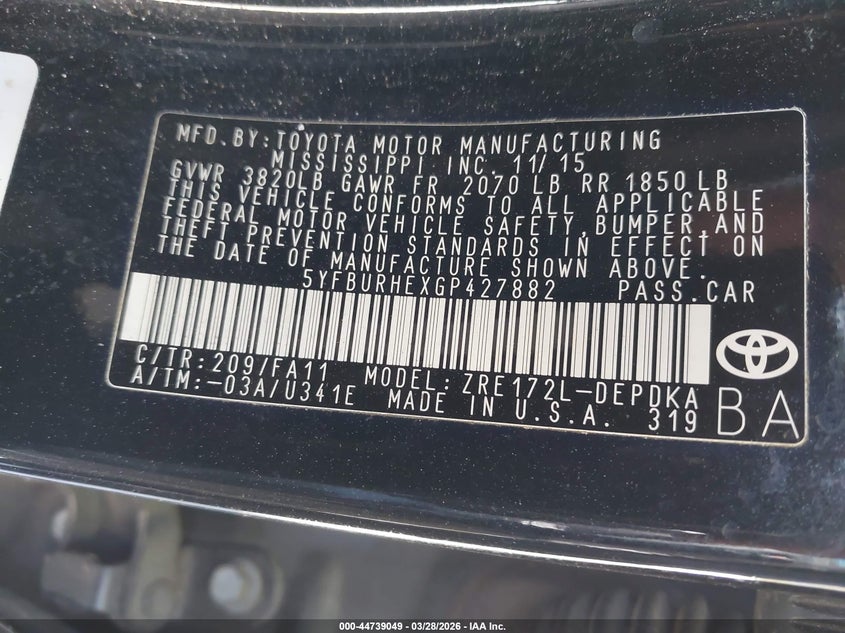 MFD.BY:TOYOTA MOTOR MANUFACTURING
MISSISSIPPI INC. 11/15
GVWR 3820LB GAWR FR 2070 LB RR 1850 LB
THIS VEHICLE CONFORMS TO ALL APPLICABLE
FEDERAL MOTOR VEHICLE SAFETY,BUMPER,AND
THEFT PREVENTION STANDARDS IN EFFECT ON
THE DATE OF MANUFACTURE SHOWN ABOVE.
5YFBURHEXGP427882 PASS.CAR
C/TR:209/FA11 MODEL:ZRE172L-DEPDKA
A/TM:-03A/U341E MADE IN U.S.A. 319
BA
000-44739049 - 03/28/2026 - IAA Inc.